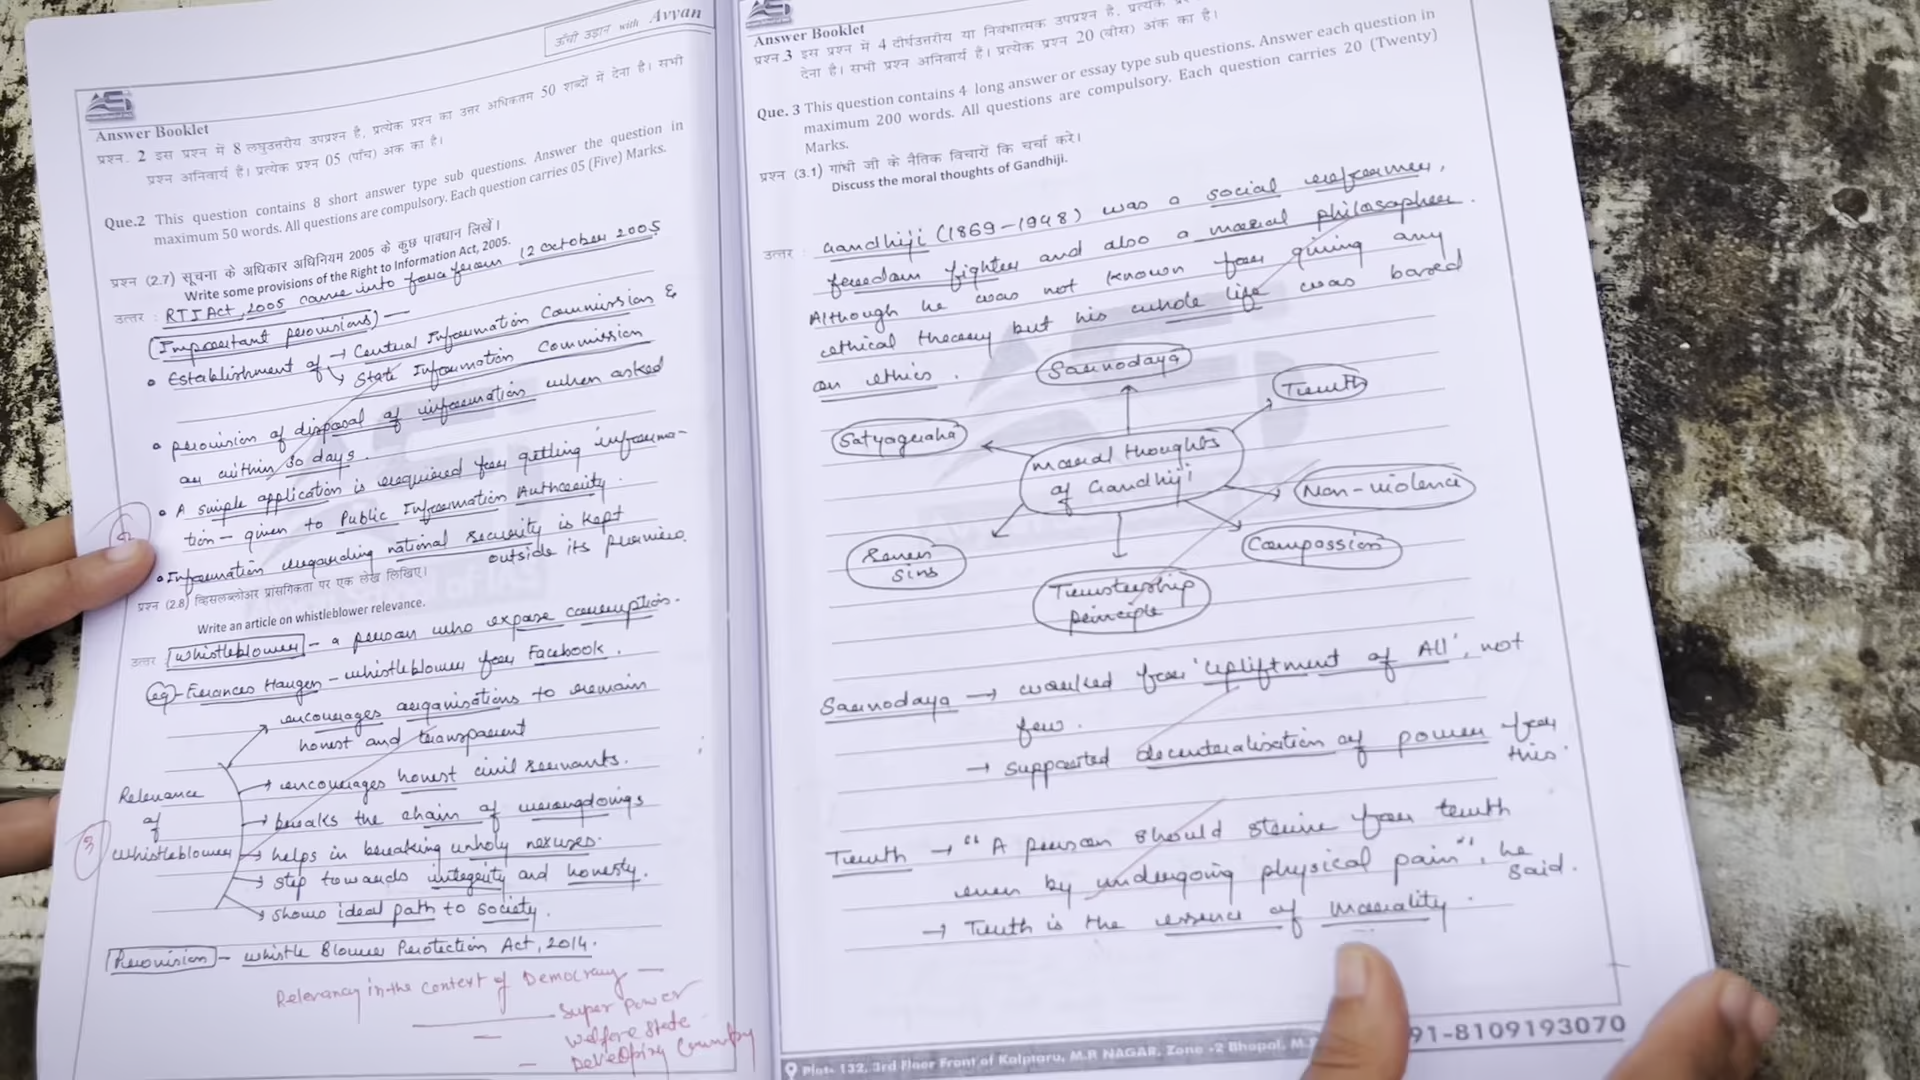 ऊँची उड़ान with Avyan
Answer Booklet
प्रश्न. 2 इस प्रश्न में 8 लघुउत्तरीय उपप्रश्न है, प्रत्येक प्रश्न का उत्तर अधिकतम 50 शब्दों में देना है। सभी
प्रश्न अनिवार्य है। प्रत्येक प्रश्न 05 (पाँच) अंक का है।
Que.2 This question contains 8 short answer type sub questions. Answer the question in
maximum 50 words. All questions are compulsory. Each question carries 05 (Five) Marks.
प्रश्न (2.7) सूचना के अधिकार अधिनियम 2005 के कुछ पावधान लिखें।
Write some provisions of the Right to Information Act, 2005.
उत्तर : RTI Act, 2005 came into force from 12 October 2005
Important provisions) —
• Establishment of → Central Information Commission &
↘ State Information Commission
• provision of disposal of information when asked
as within 30 days.
• A simple application is required for getting informa-
tion - given to Public Information Authority.
• Information regarding national security is kept
outside its purview.
प्रश्न (2.8) व्हिसलब्लोअर प्रासंगिकता पर एक लेख लिखिए।
Write an article on whistleblower relevance.
उत्तर Whistleblower - a person who expose corruption.
eg - Frances Haugen - whistleblower for Facebook.
encourages organisations to remain
honest and transparent
→ encourages honest civil servants.
Relevance of Whistleblower
→ breaks the chain of wrongdoings
→ helps in breaking unholy nexuses.
→ step towards integrity and honesty.
→ shows ideal path to society.
Provision - whistle Blower Protection Act, 2014.
Relevancy in the context of Democracy —
Super Power
— Welfare State
— Developing Country
3
Answer Booklet
प्रश्न.3 इस प्रश्न में 4 दीर्घउत्तरीय या निबंधात्मक उपप्रश्न है, प्रत्येक
देना है। सभी प्रश्न अनिवार्य है। प्रत्येक प्रश्न 20 (बीस) अंक का है।
Que. 3 This question contains 4 long answer or essay type sub questions. Answer each question in
maximum 200 words. All questions are compulsory. Each question carries 20 (Twenty)
Marks.
प्रश्न (3.1) गांधी जी के नैतिक विचारों कि चर्चा करे।
Discuss the moral thoughts of Gandhiji.
उत्तर : Gandhiji (1869-1948) was a social reformer,
freedom fighter and also a moral philosopher.
Although he was not known for giving any
ethical theory but his whole life was based
on ethics.
Sarvodaya
Truth
Satyagraha
moral thoughts
of Gandhiji
Non-violence
Compassion
Seven
sins
Trusteeship
principle
Sarvodaya → worked for 'upliftment of All', not
few.
→ supported decentralisation of power for
this.
Truth → "A person should strive for truth
even by undergoing physical pain", he
said.
→ Truth is the essence of morality.
91-8109193070
Plot- 132, 3rd Floor Front of Kalptaru, M.R NAGAR, Zone -2 Bhopal, M.